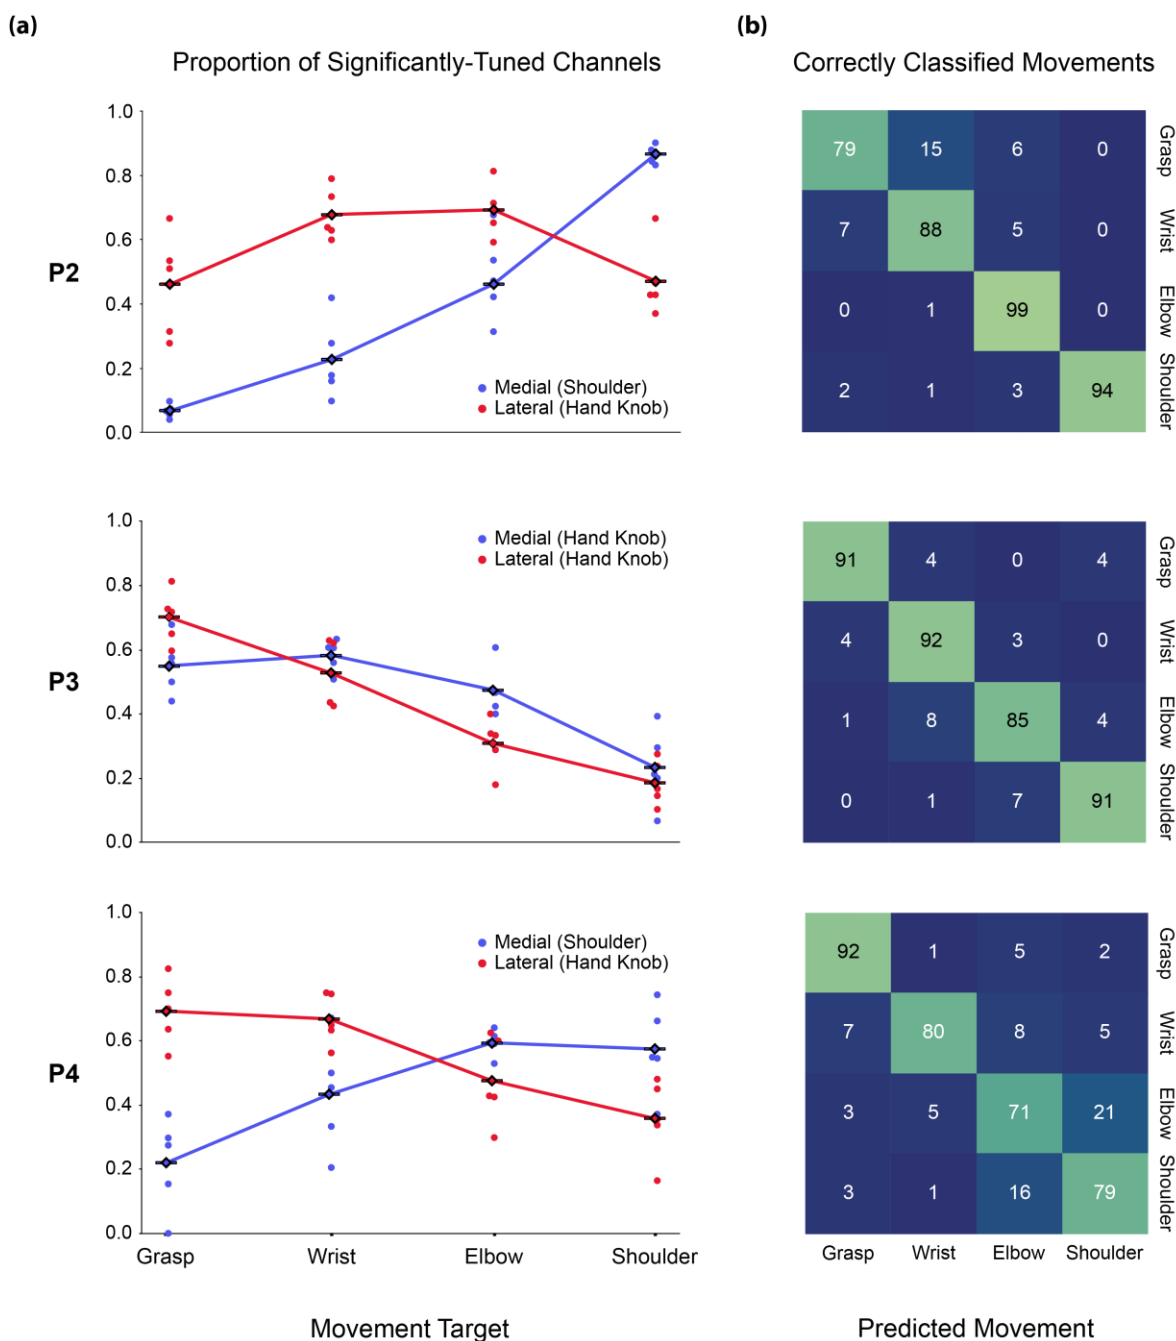 (a)
Proportion of Significantly-Tuned Channels
P2
1.0
0.8
0.6
0.4
0.2
0.0
Medial (Shoulder)
Lateral (Hand Knob)
P3
1.0
0.8
0.6
0.4
0.2
0.0
Medial (Hand Knob)
Lateral (Hand Knob)
P4
1.0
0.8
0.6
0.4
0.2
0.0
Medial (Shoulder)
Lateral (Hand Knob)
Grasp Wrist Elbow Shoulder
Movement Target
(b)
Correctly Classified Movements
79 15 6 0 Grasp
7 88 5 0 Wrist
0 1 99 0 Elbow
2 1 3 94 Shoulder
91 4 0 4 Grasp
4 92 3 0 Wrist
1 8 85 4 Elbow
0 1 7 91 Shoulder
92 1 5 2 Grasp
7 80 8 5 Wrist
3 5 71 21 Elbow
3 1 16 79 Shoulder
Grasp Wrist Elbow Shoulder
Predicted Movement